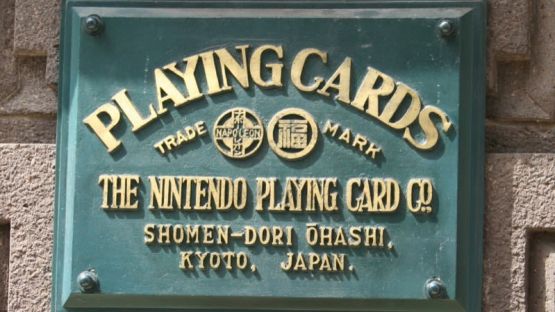 PLAYING CARDS
TRADE NAPOLEON 福 MARK
THE NINTENDO PLAYING CARD CO.
SHOMEN-DORI ŌHASHI,
KYOTO, JAPAN.